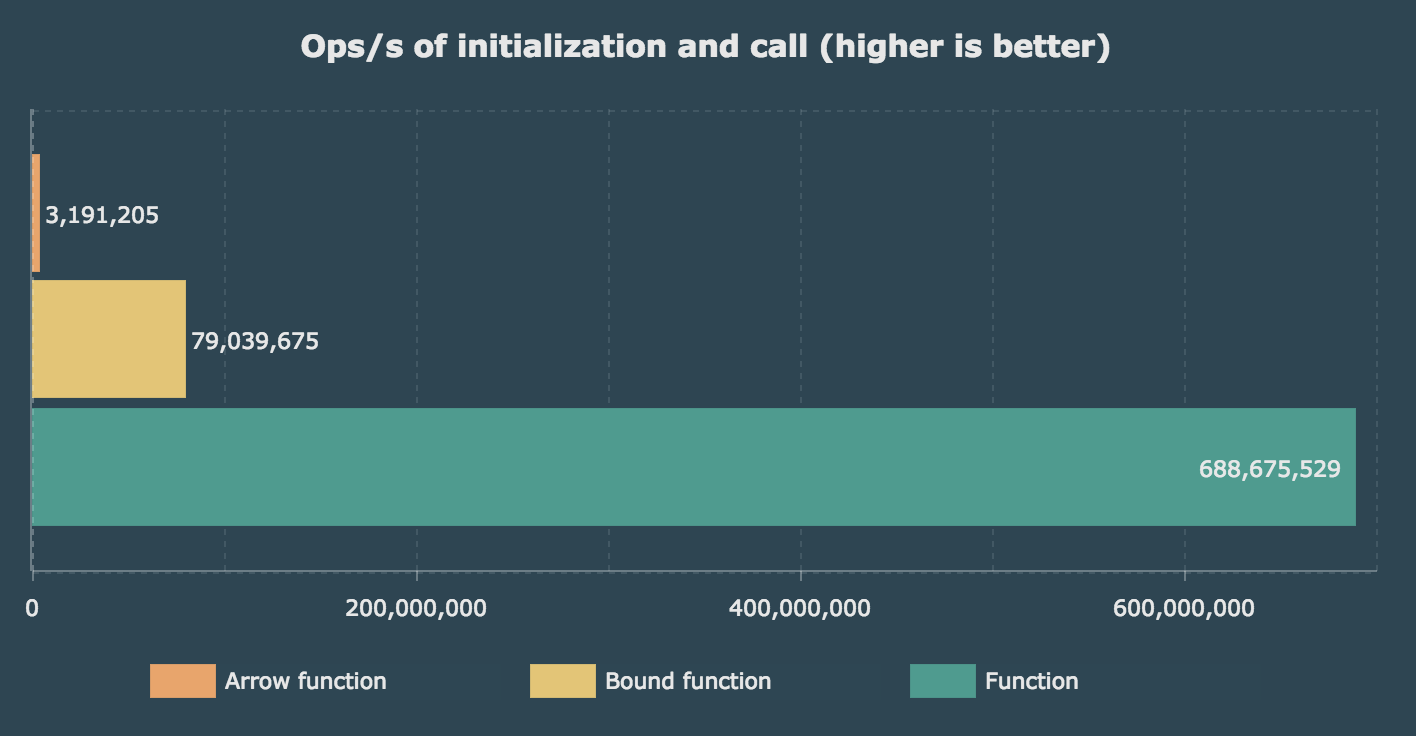 Ops/s of initialization and call (higher is better)
3,191,205
79,039,675
688,675,529
0 200,000,000 400,000,000 600,000,000
Arrow function Bound function Function